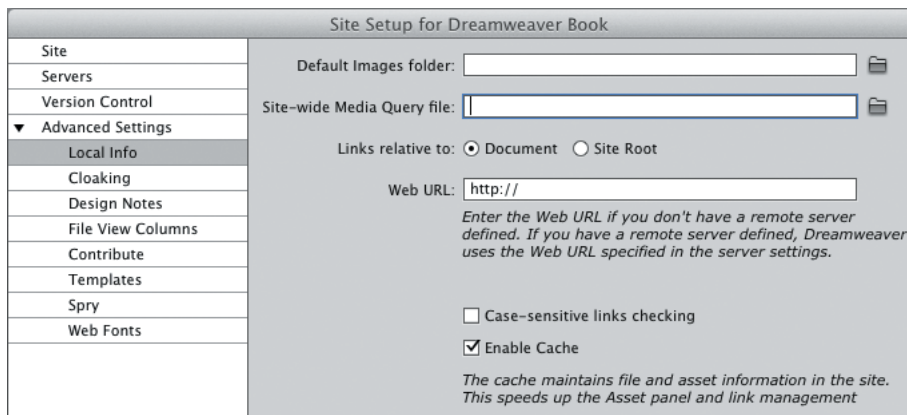 Site Setup for Dreamweaver Book
Site
Servers
Version Control
Advanced Settings
Local Info
Cloaking
Design Notes
File View Columns
Contribute
Templates
Spry
Web Fonts
Default Images folder:
Site-wide Media Query file:
Links relative to: Document Site Root
Web URL: http://
Enter the Web URL if you don't have a remote server
defined. If you have a remote server defined, Dreamweaver
uses the Web URL specified in the server settings.
Case-sensitive links checking
Enable Cache
The cache maintains file and asset information in the site.
This speeds up the Asset panel and link management